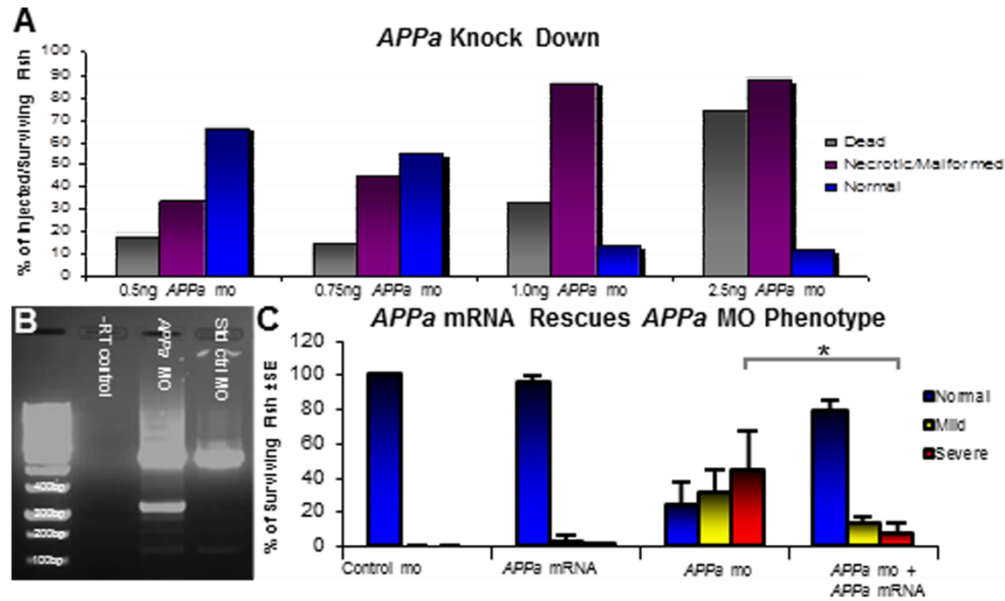 A
APPa Knock Down
% of Injected/Surviving Fish
100
90
80
70
60
50
40
30
20
10
0
0.5ng APPa mo
0.75ng APPa mo
1.0ng APPa mo
2.5ng APPa mo
Dead
Necrotic/Malformed
Normal
B
-RT control
APPa MO
Std ctrl MO
400bp
300bp
200bp
100bp
C
APPa mRNA Rescues APPa MO Phenotype
% of Surviving Fish ±SE
120
100
80
60
40
20
0
*
Control mo
APPa mRNA
APPa mo
APPa mo +
APPa mRNA
Normal
Mild
Severe